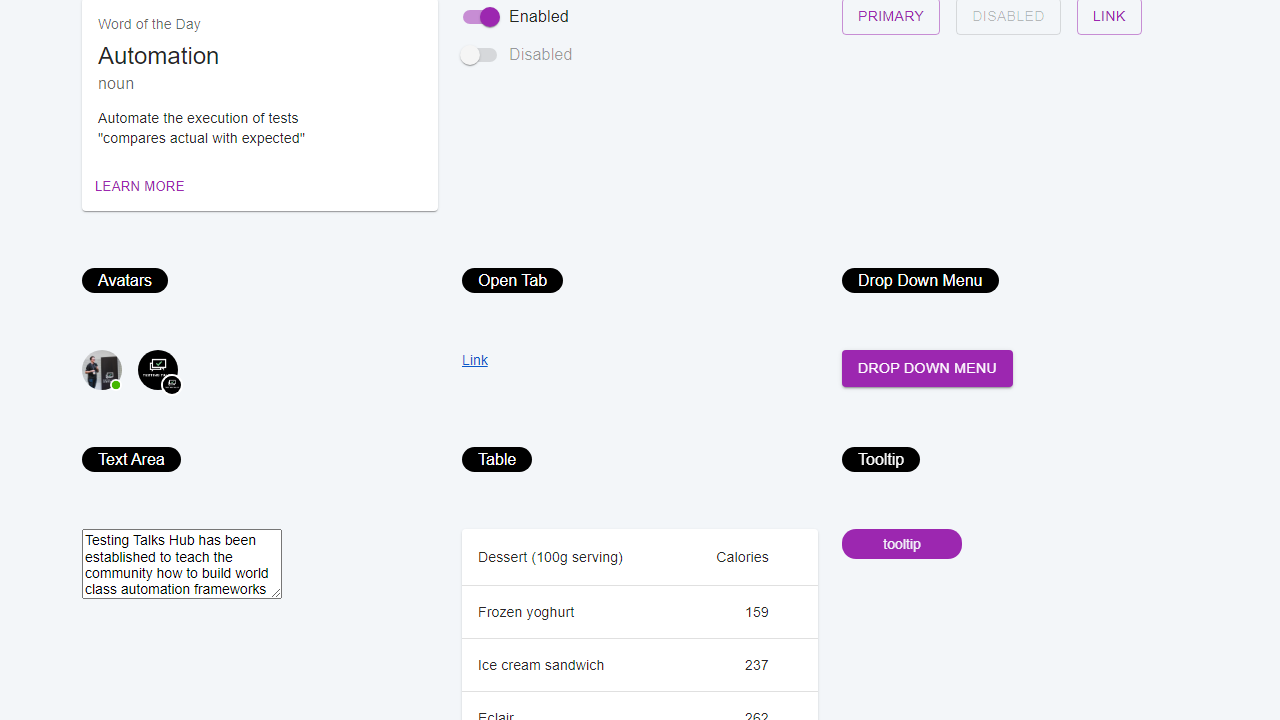 Word of the Day
Automation
noun
Automate the execution of tests
"compares actual with expected"
LEARN MORE
Enabled
Disabled
PRIMARY
DISABLED
LINK
Avatars
Open Tab
Drop Down Menu
Link
DROP DOWN MENU
Text Area
Table
Tooltip
Testing Talks Hub has been
established to teach the
community how to build world
class automation frameworks
Dessert (100g serving) Calories
Frozen yoghurt 159
Ice cream sandwich 237
Eclair 262
tooltip